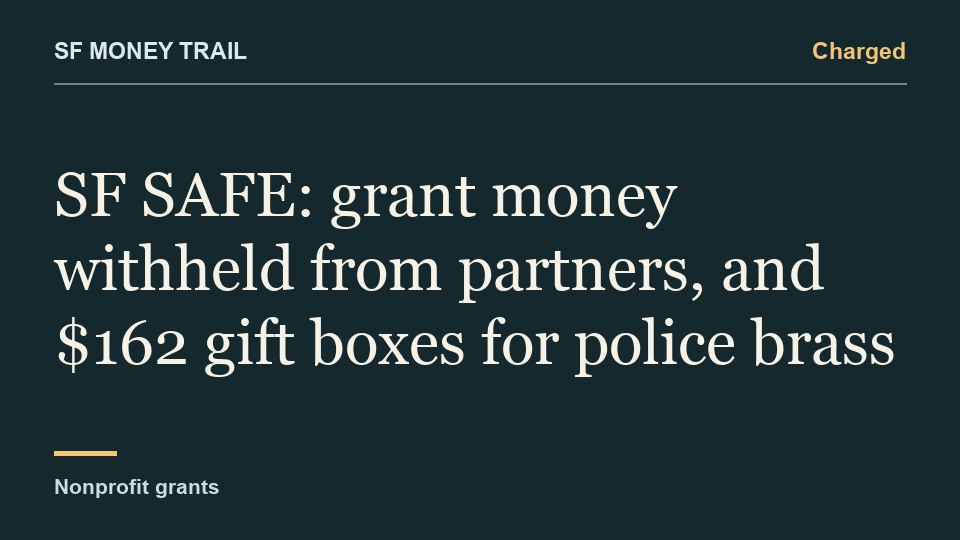 SF MONEY TRAIL
Charged
SF SAFE: grant money
withheld from partners, and
$162 gift boxes for police brass
Nonprofit grants